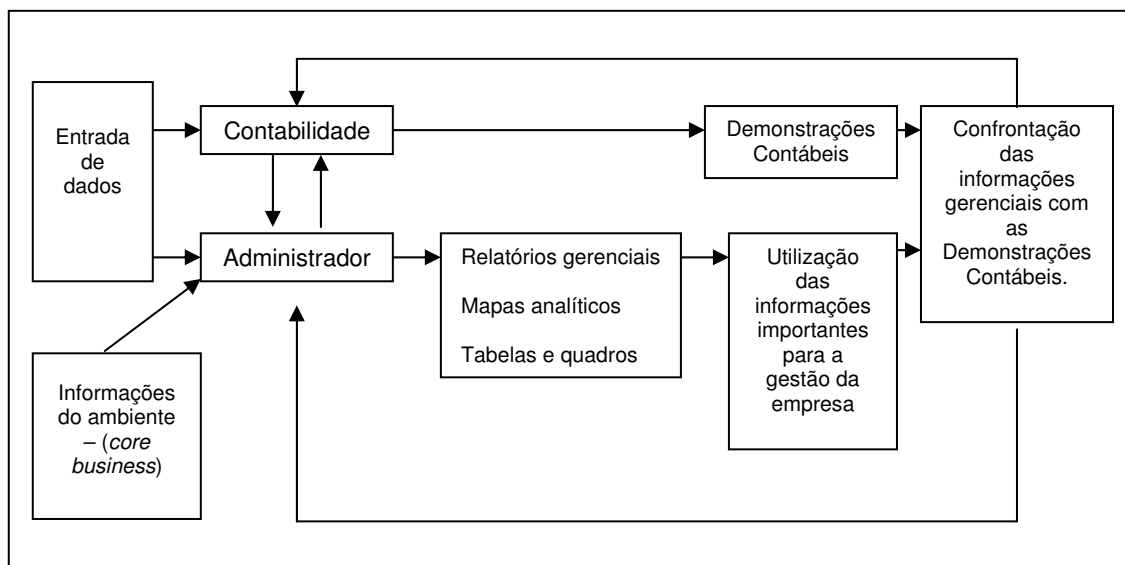 Entrada
de
dados
Contabilidade
Demonstrações
Contábeis
Confrontação
das
informações
gerenciais com
as
Demonstrações
Contábeis.
Administrador
Relatórios gerenciais
Mapas analíticos
Tabelas e quadros
Utilização
das
informações
importantes
para a
gestão da
empresa
Informações
do ambiente
– (core
business)